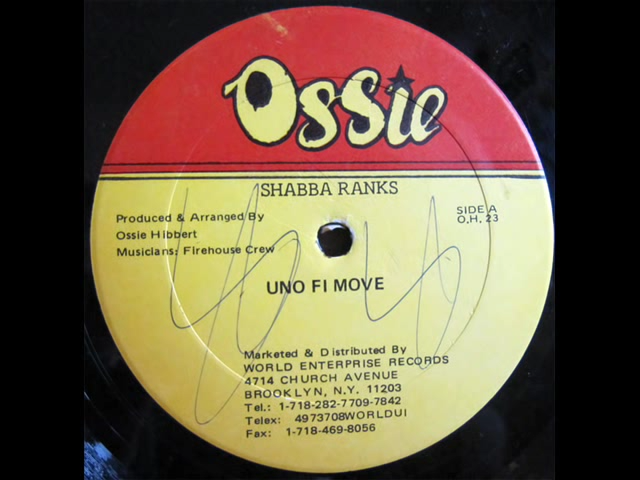 Ossie
SHABBA RANKS
Produced & Arranged By
Ossie Hibbert
Musicians: Firehouse Crew
SIDE A
O.H. 23
UNO FI MOVE
Marketed & Distributed By
WORLD ENTERPRISE RECORDS
4714 CHURCH AVENUE
BROOKLYN, N.Y. 11203
Tel.: 1-718-282-7709-7842
Telex: 4973708WORLDUI
Fax: 1-718-469-8056